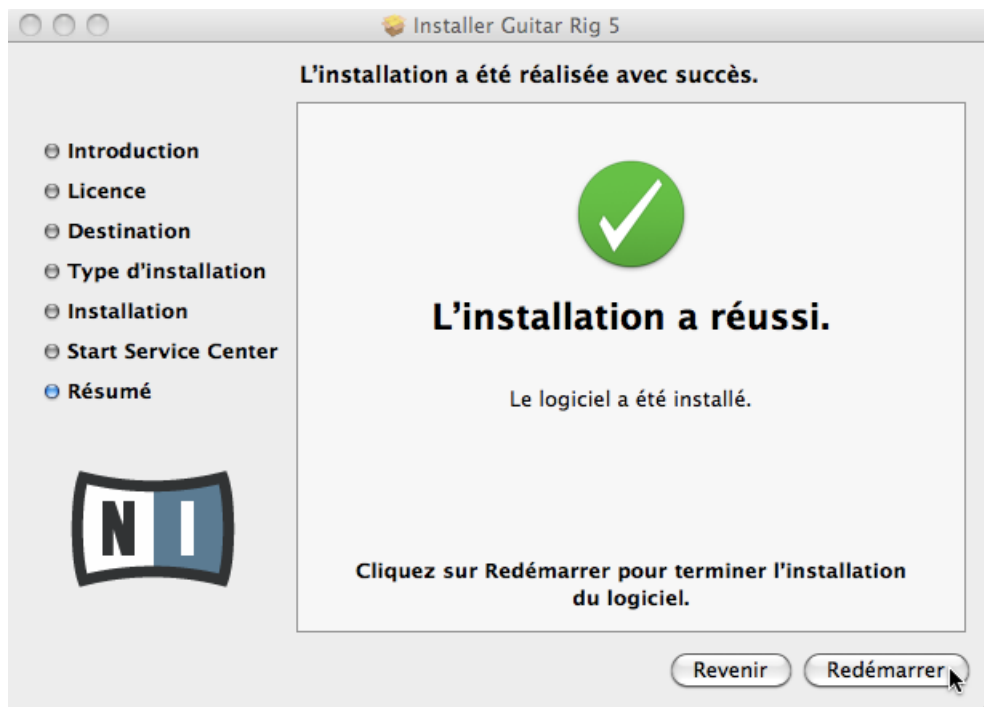 Installer Guitar Rig 5
L'installation a été réalisée avec succès.
Introduction
Licence
Destination
Type d'installation
Installation
Start Service Center
Résumé
NI
L'installation a réussi.
Le logiciel a été installé.
Cliquez sur Redémarrer pour terminer l'installation
du logiciel.
Revenir
Redémarrer